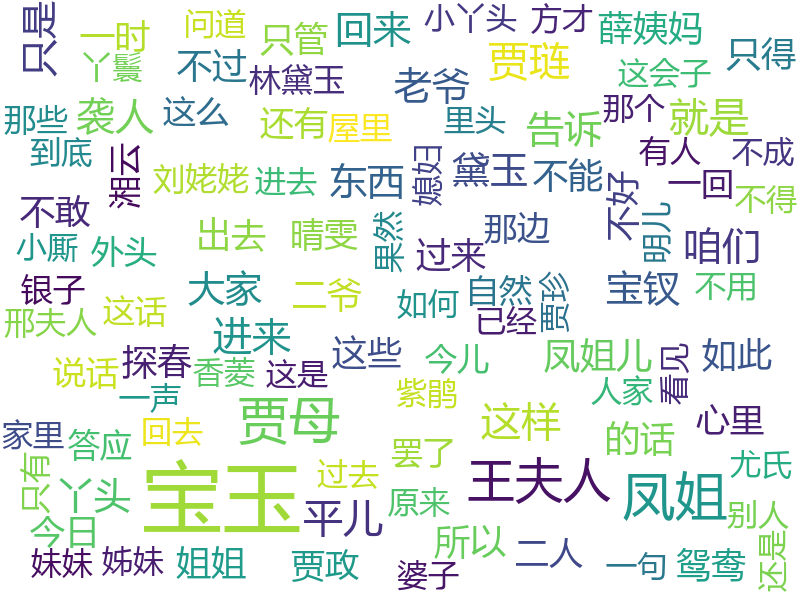 只是
一时
问道
只管
回来
小丫头
方才
薛姨妈
只得
丫鬟
不过
林黛玉
老爷
贾琏
这会子
那些
袭人
这么
还有
屋里
里头
告诉
那个
就是
到底
湘云
刘姥姥
进去
东西
媳妇
黛玉
不能
有人
不成
一回
不得
不敢
小厮
外头
出去
晴雯
果然
过来
那边
不好
明儿
咱们
银子
邢夫人
这话
大家
二爷
如何
自然
已经
贾珍
宝钗
不用
进来
说话
探春
香菱
这是
这些
今儿
凤姐儿
看见
如此
一声
紫鹃
人家
心里
家里
答应
回去
贾母
罢了
这样
的话
尤氏
只有
丫头
宝玉
过去
原来
王夫人
凤姐
别人
今日
平儿
所以
还是
妹妹
姊妹
姐姐
贾政
婆子
二人
一句
鸳鸯